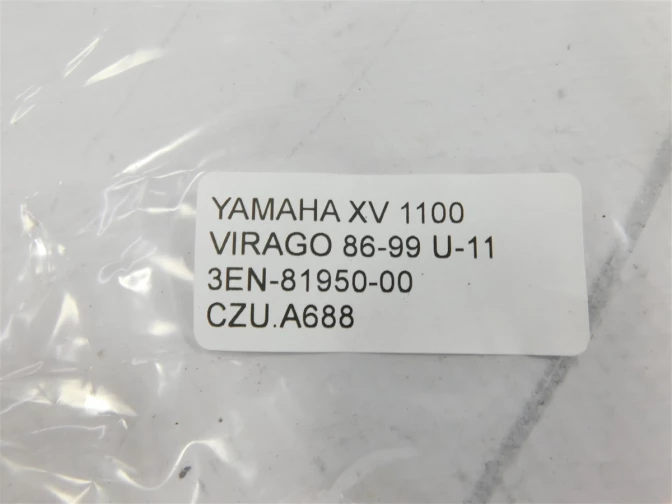 YAMAHA XV 1100
VIRAGO 86-99 U-11
3EN-81950-00
CZU.A688